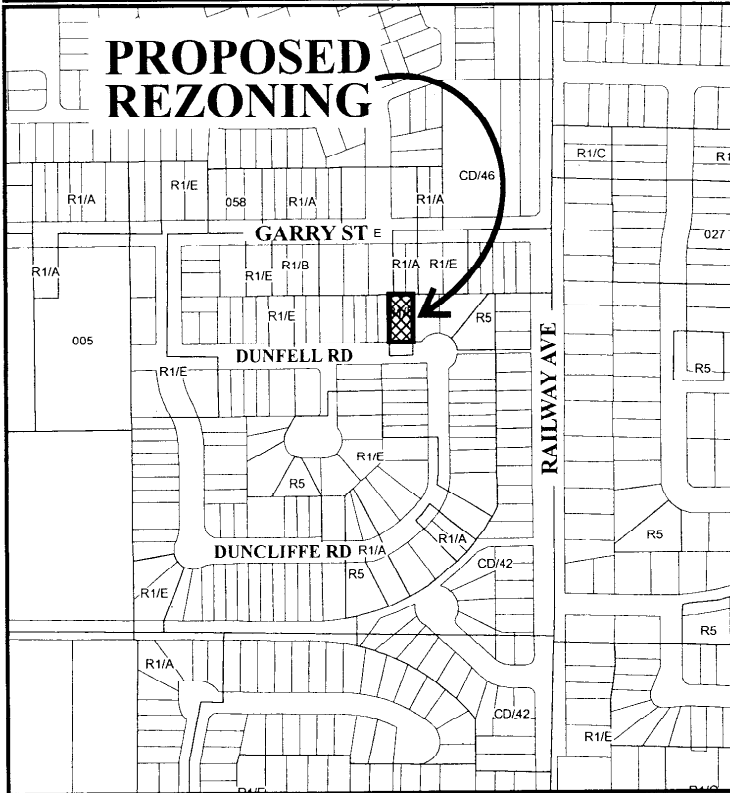 PROPOSED
REZONING
R1/C
R1/E
CD/46
R1/A
058
R1/A
R1/A
GARRY ST E
027
R1/A
R1/E
R1/B
R1/A
R1/E
R1/E
R5
005
DUNFELL RD
RAILWAY AVE
R1/E
R5
R1/E
R5
DUNCLIFFE RD
R1/A
R1/A
R5
R5
CD/42
R1/E
R5
R1/A
CD/42
R1/E